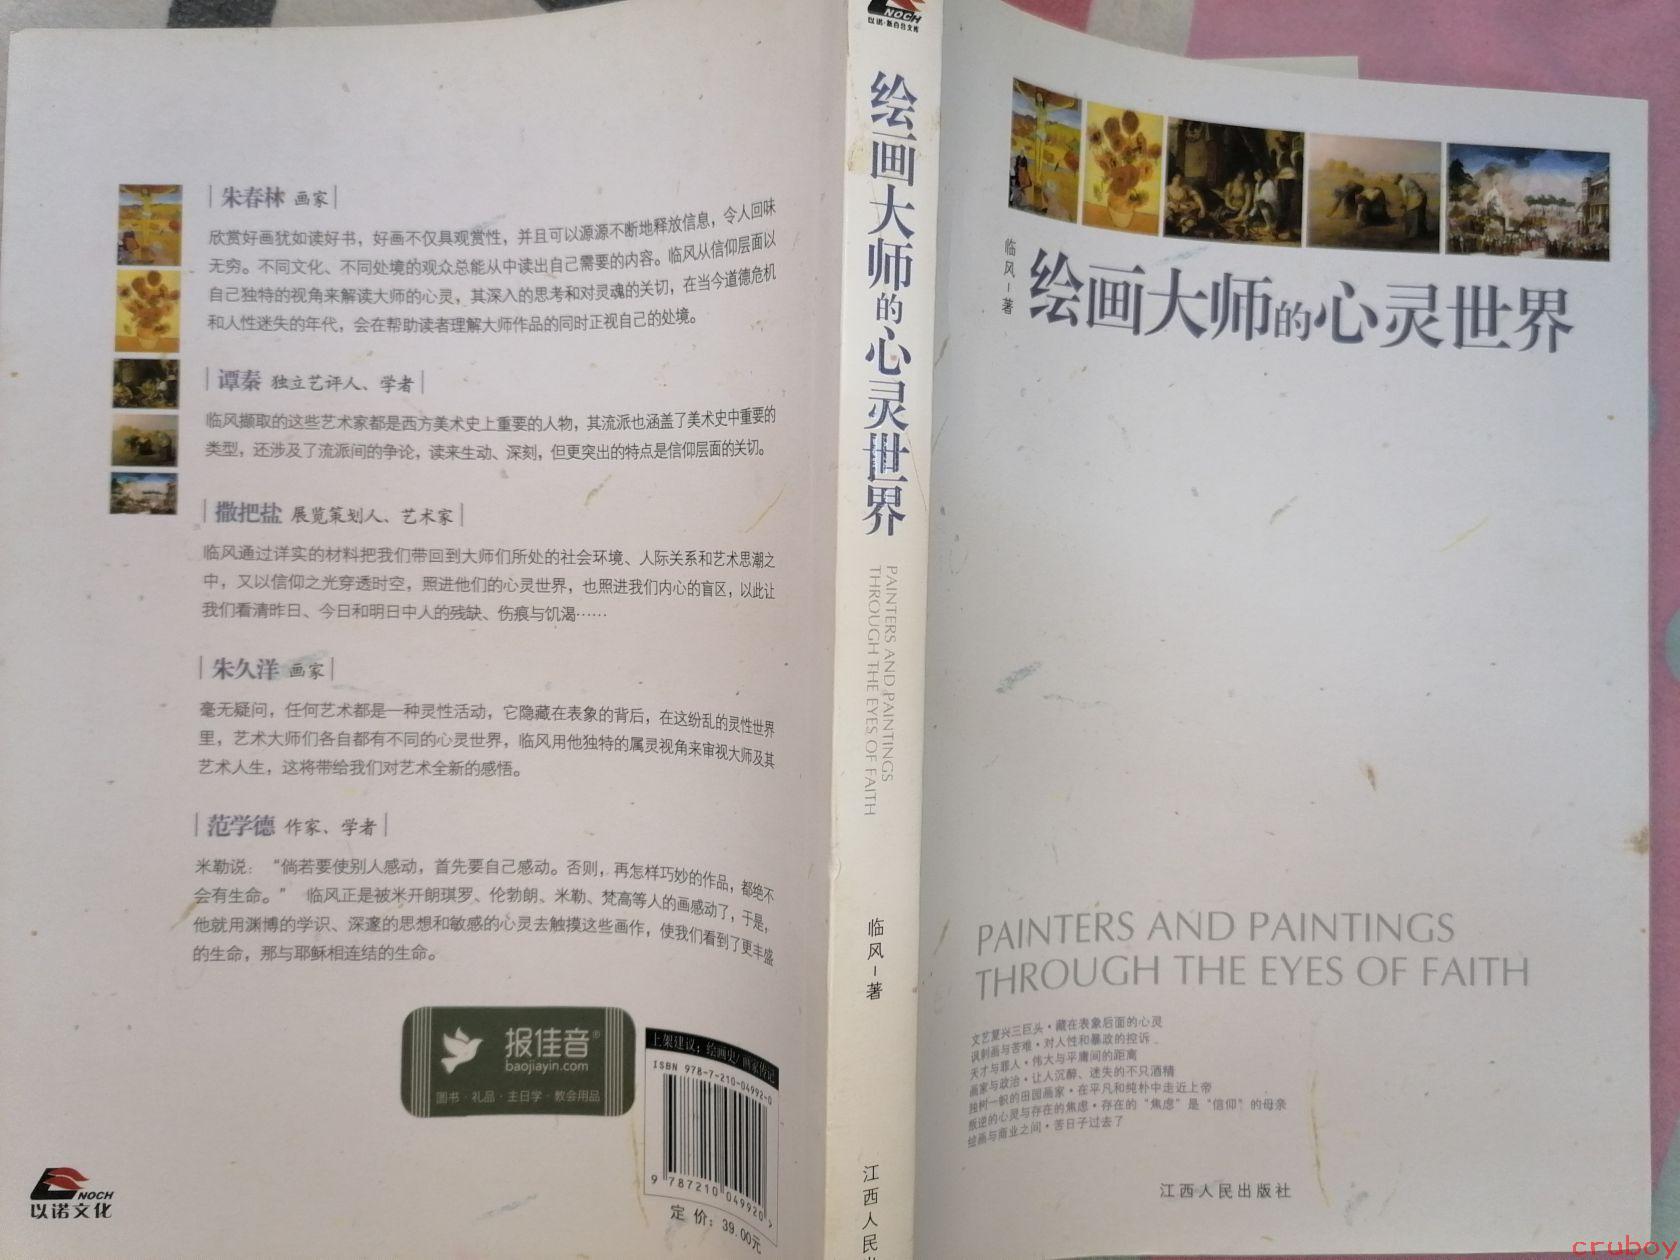 朱春林 画家
欣赏好画犹如读好书，好画不仅具观赏性，并且可以源源不断地释放信息，令人回味
无穷。不同文化、不同处境的观众总能从中读出自己需要的内容。临风从信仰层面以
自己独特的视角来解读大师的心灵，其深入的思考和对灵魂的关切，在当今道德危机
和人性迷失的年代，会在帮助读者理解大师作品的同时正视自己的处境。
谭秦 独立艺评人、学者
临风撷取的这些艺术家都是西方美术史上重要的人物，其流派也涵盖了美术史中重要的
类型，还涉及了流派间的争论，读来生动、深刻，但更突出的特点是信仰层面的关切。
撒把盐 展览策划人、艺术家
临风通过详实的材料把我们带回到大师们所处的社会环境、人际关系和艺术思潮之
中，又以信仰之光穿透时空，照进他们的心灵世界，也照进我们内心的盲区，以此让
我们看清昨日、今日和明日中人的残缺、伤痕与饥渴……
朱久洋 画家
毫无疑问，任何艺术都是一种灵性活动，它隐藏在表象的背后，在这纷乱的灵性世界
里，艺术大师们各自都有不同的心灵世界，临风用他独特的属灵视角来审视大师及其
艺术人生，这将带给我们对艺术全新的感悟。
范学德 作家、学者
米勒说：“倘若要使别人感动，首先要自己感动。否则，再怎样巧妙的作品，都绝不
会有生命。” 临风正是被米开朗琪罗、伦勃朗、米勒、梵高等人的画感动了，于是，
他就用渊博的学识、深邃的思想和敏感的心灵去触摸这些画作，使我们看到了更丰盛
的生命，那与耶稣相连结的生命。
报佳音®
baojiayin.com
图书·礼品·主日学·教会用品
上架建议：绘画史/画家传记
ISBN 978-7-210-04992-0
9 787210 049920 >
定 价：39.00元
ENOCH
以诺文化
ENOCH
以诺·新白台文库
绘画大师的心灵世界
PAINTERS AND PAINTINGS
THROUGH THE EYES OF FAITH
临风-著
江西人民
临风-著
绘画大师的心灵世界
PAINTERS AND PAINTINGS
THROUGH THE EYES OF FAITH
文艺复兴三巨头·藏在表象后面的心灵
讽刺画与苦难·对人性和暴政的控诉
天才与罪人·伟大与平庸间的距离
画家与政治·让人沉醉、迷失的不只酒精
独树一帜的田园画家·在平凡和纯朴中走近上帝
叛逆的心灵与存在的焦虑·存在的“焦虑”是“信仰”的母亲
绘画与商业之间·苦日子过去了
江西人民出版社
cruboy